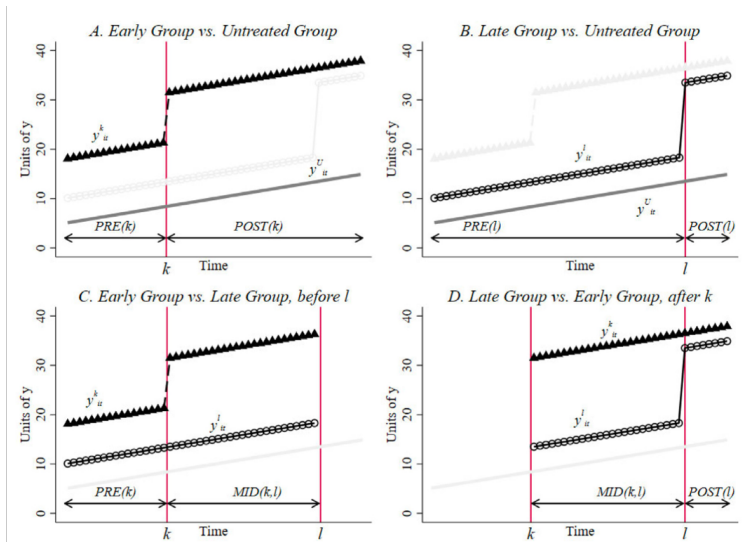 A. Early Group vs. Untreated Group
Units of y
0 10 20 30 40
y^k_it
y^U_it
PRE(k) POST(k)
k
Time
B. Late Group vs. Untreated Group
Units of y
0 10 20 30 40
y^l_it
y^U_it
PRE(l) POST(l)
Time
l
C. Early Group vs. Late Group, before l
Units of y
0 10 20 30 40
y^k_it
y^l_it
PRE(k) MID(k,l)
k
Time
l
D. Late Group vs. Early Group, after k
Units of y
0 10 20 30 40
y^k_it
y^l_it
MID(k,l) POST(l)
k
Time
l